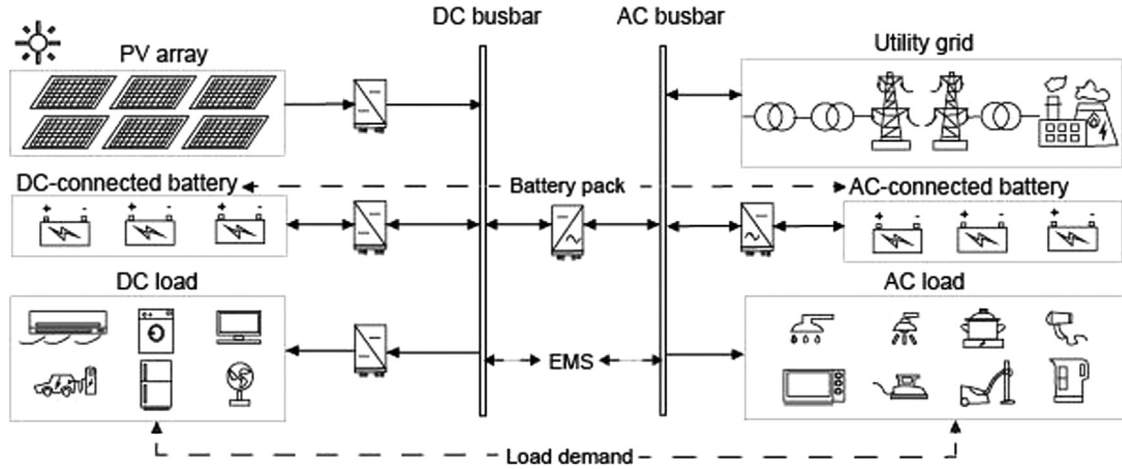 DC busbar
AC busbar
PV array
Utility grid
DC-connected battery
Battery pack
AC-connected battery
+ - + - + -
+ - + - + -
DC load
AC load
EMS
Load demand